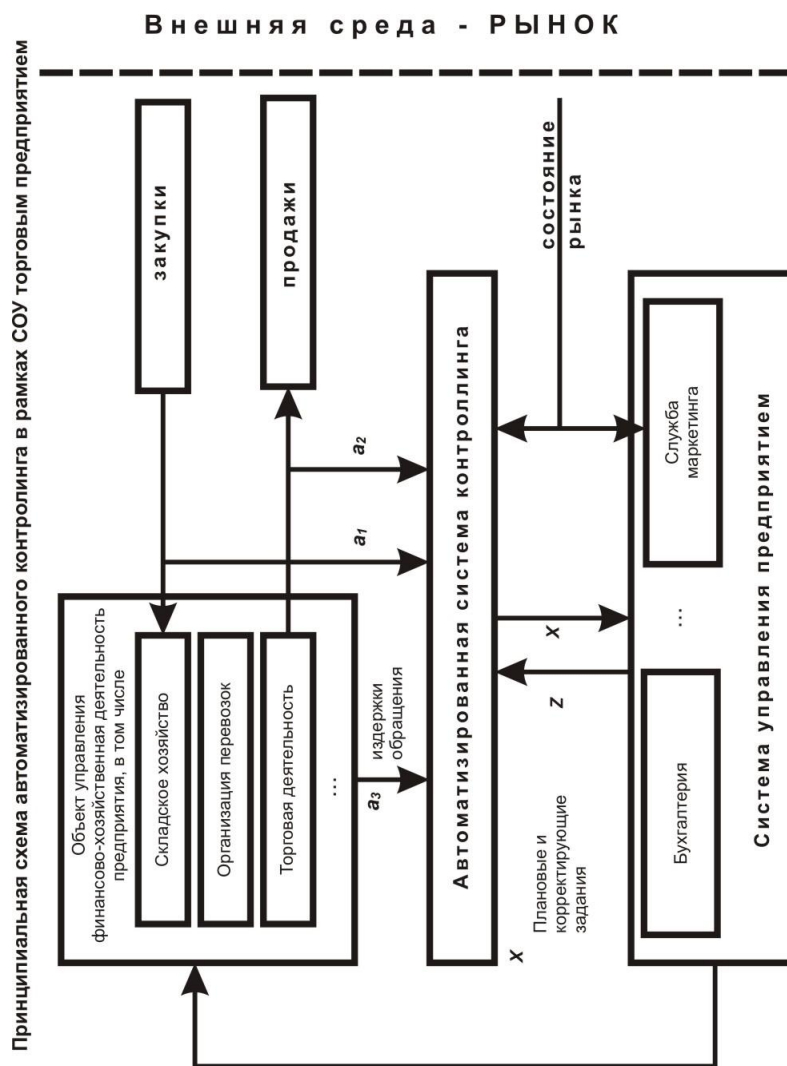 Принципиальная схема автоматизированного контролинга в рамках СОУ торговым предприятием
Внешняя среда - РЫНОК
закупки
продажи
состояние
рынка
a2
a1
Объект управления
финансово-хозяйственная деятельность
предприятия, в том числе
Складское хозяйство
Организация перевозок
Торговая деятельность
...
издержки
обращения
a3
Автоматизированная система контроллинга
x
z
x
Плановые и
корректирующие
задания
Служба
маркетинга
...
Бухгалтерия
Система управления предприятием